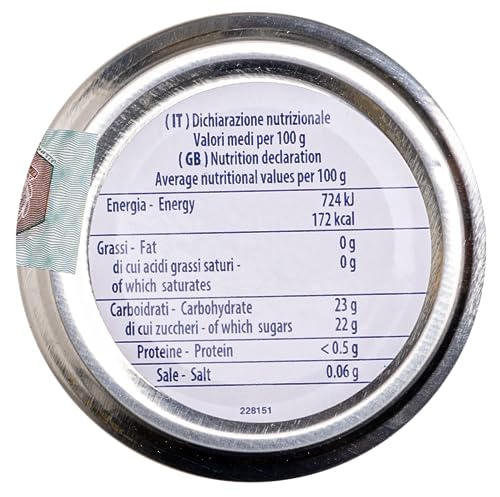 ( IT ) Dichiarazione nutrizionale
Valori medi per 100 g
( GB ) Nutrition declaration
Average nutritional values per 100 g
Energia - Energy 724 kJ
172 kcal
Grassi - Fat 0 g
di cui acidi grassi saturi - 0 g
of which saturates
Carboidrati - Carbohydrate 23 g
di cui zuccheri - of which sugars 22 g
Proteine - Protein < 0.5 g
Sale - Salt 0.06 g
228151